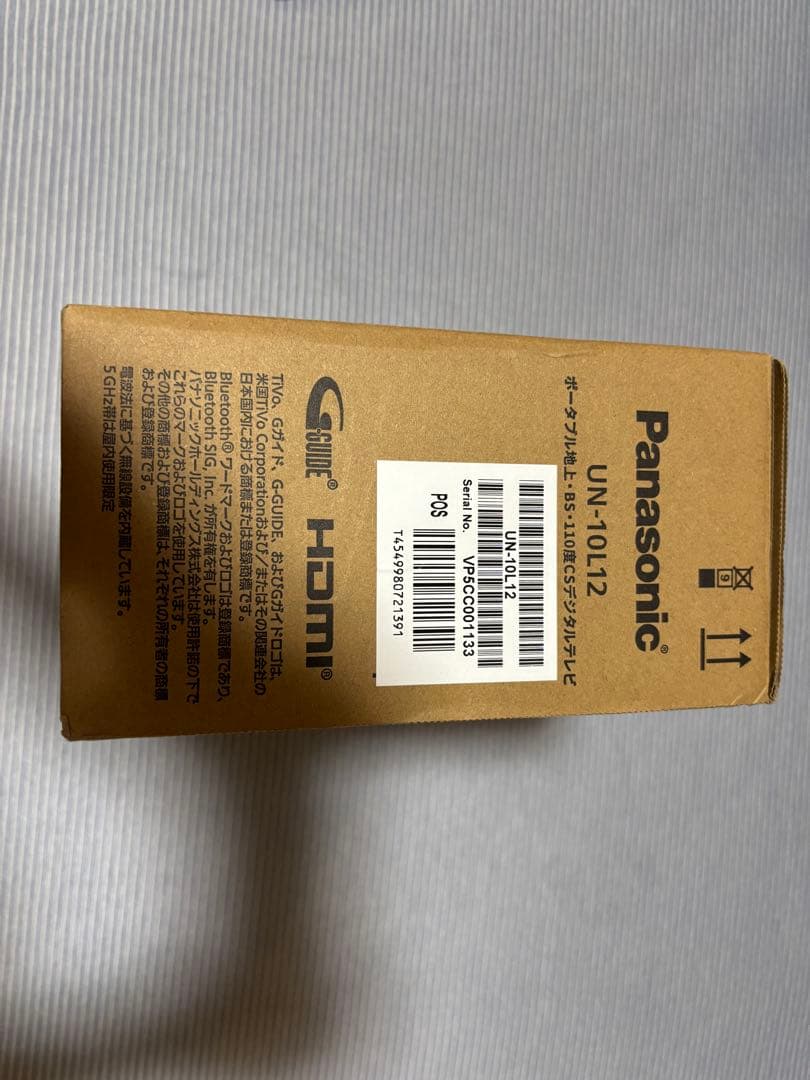 Panasonic®
UN-10L12
ポータブル地上・BS・110度CSデジタルテレビ
9
UN-10L12
Serial No.
VP5CC001133
POS
T4549980721391
G-GUIDE® HDMI®
TiVo、Gガイド、G-GUIDE、およびGガイドロゴは、
米国TiVo Corporationおよび/またはその関連会社の
日本国内における商標または登録商標です。
Bluetooth®ワードマークおよびロゴは登録商標であり、
Bluetooth SIG, Inc. が所有権を有します。
パナソニックホールディングス株式会社は使用許諾の下で
これらのマークおよびロゴを使用しています。
その他の商標および登録商標は、それぞれの所有者の商標
および登録商標です。
電波法に基づく無線設備を内蔵しています。
5GHz帯は屋内使用限定